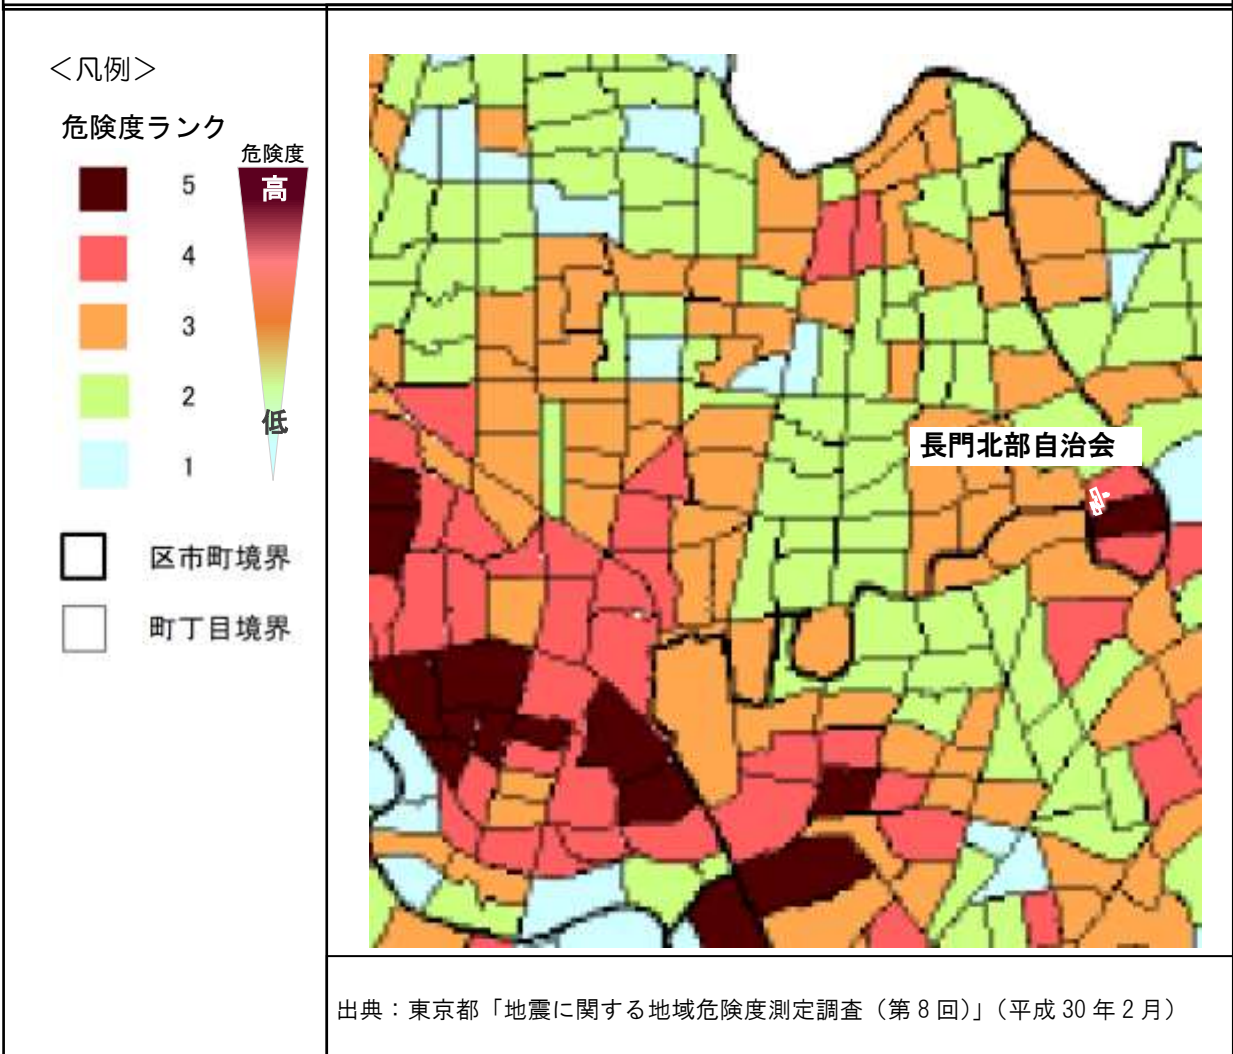 ＜凡例＞
危険度ランク
危険度
高
5
4
3
2
1
低
区市町境界
町丁目境界
長門北部自治会
出典：東京都「地震に関する地域危険度測定調査（第８回）」（平成 30 年 2 月）